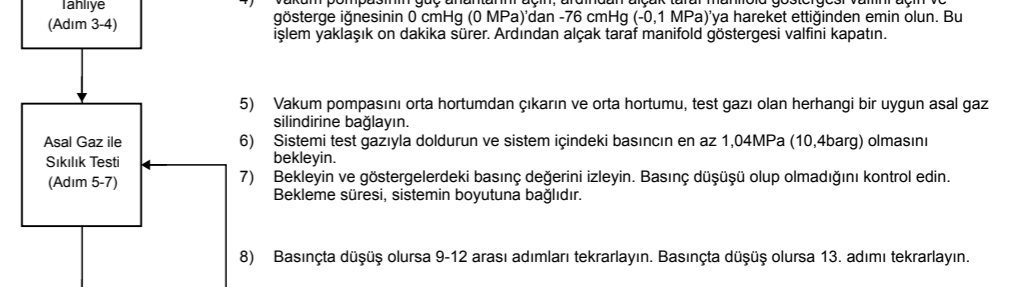 Tahliye
(Adım 3-4)
4) Vakum pompasının güç anahtarını açın, ardından alçak taraf manifold göstergesi valfini açın ve
gösterge iğnesinin 0 cmHg (0 MPa)’dan -76 cmHg (-0,1 MPa)’ya hareket ettiğinden emin olun. Bu
işlem yaklaşık on dakika sürer. Ardından alçak taraf manifold göstergesi valfini kapatın.
Asal Gaz ile
Sıkılık Testi
(Adım 5-7)
5) Vakum pompasını orta hortumdan çıkarın ve orta hortumu, test gazı olan herhangi bir uygun asal gaz
silindirine bağlayın.
6) Sistemi test gazıyla doldurun ve sistem içindeki basıncın en az 1,04MPa (10,4barg) olmasını
bekleyin.
7) Bekleyin ve göstergelerdeki basınç değerini izleyin. Basınç düşüşü olup olmadığını kontrol edin.
Bekleme süresi, sistemin boyutuna bağlıdır.
8) Basınçta düşüş olursa 9-12 arası adımları tekrarlayın. Basınçta düşüş olursa 13. adımı tekrarlayın.